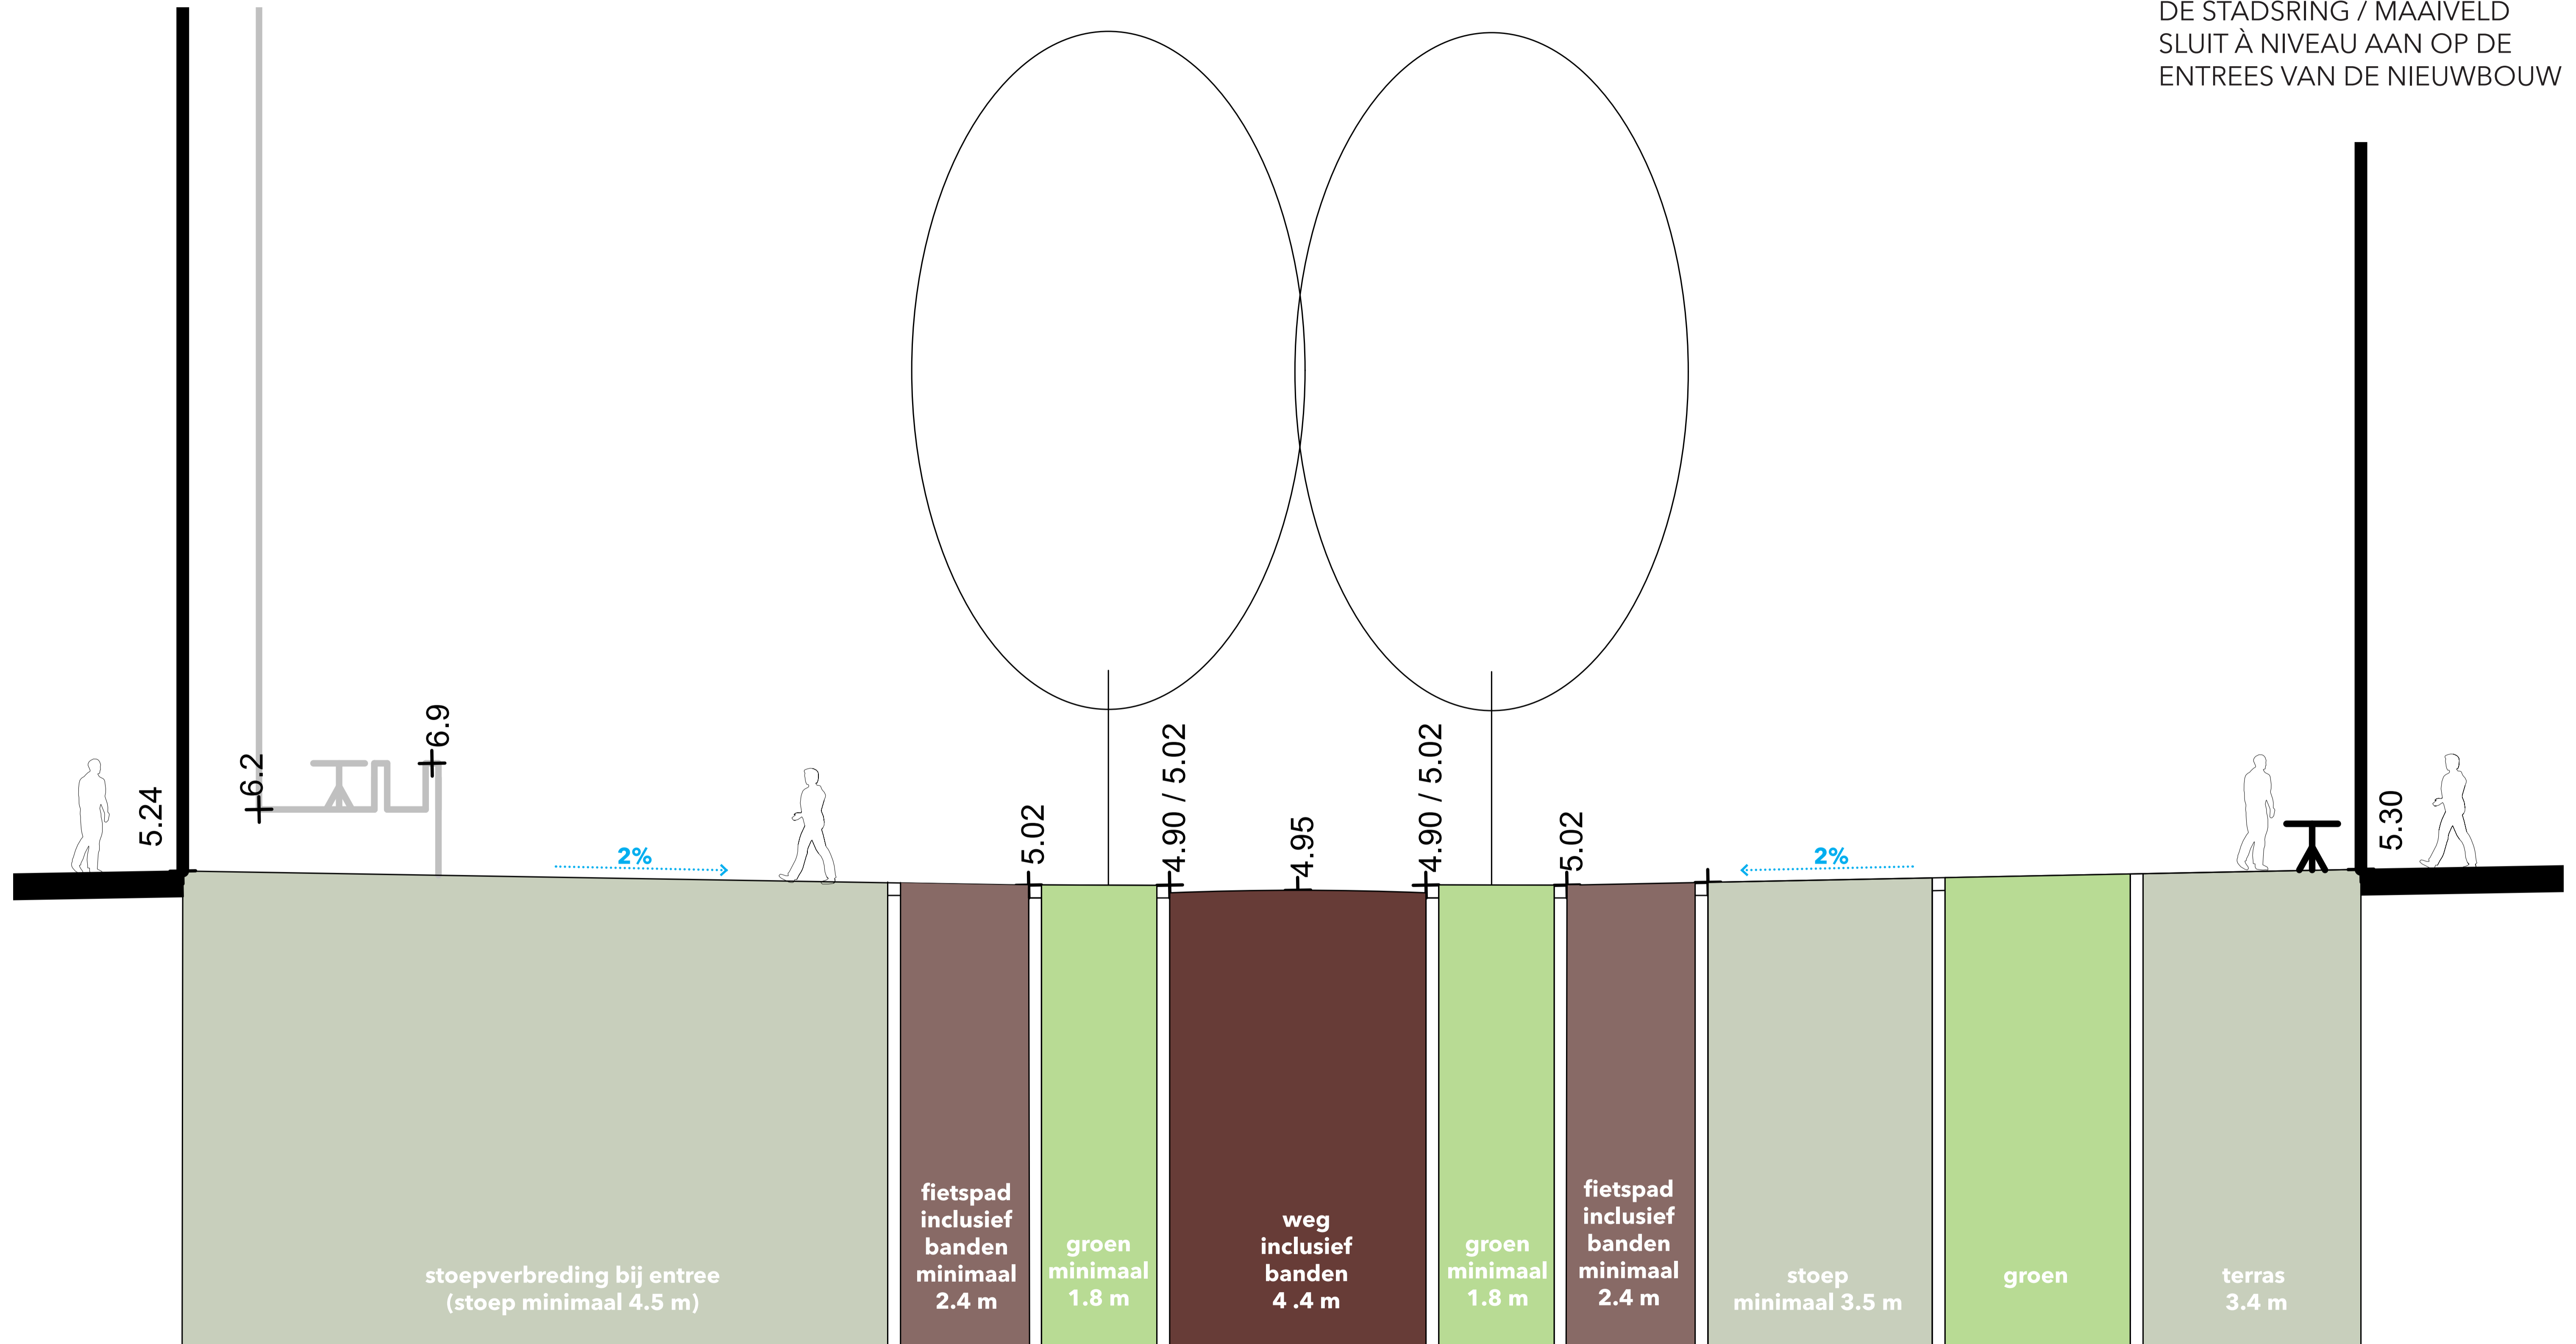 DE STADSRING / MAAIVELD
SLUIT À NIVEAU AAN OP DE
ENTREES VAN DE NIEUWBOUW
5.24
6.2
6.9
2%
5.02
4.90 / 5.02
4.95
4.90 / 5.02
5.02
2%
5.30
stoepverbreding bij entree
(stoep minimaal 4.5 m)
fietspad
inclusief
banden
minimaal
2.4 m
groen
minimaal
1.8 m
weg
inclusief
banden
4 .4 m
groen
minimaal
1.8 m
fietspad
inclusief
banden
minimaal
2.4 m
stoep
minimaal 3.5 m
groen
terras
3.4 m